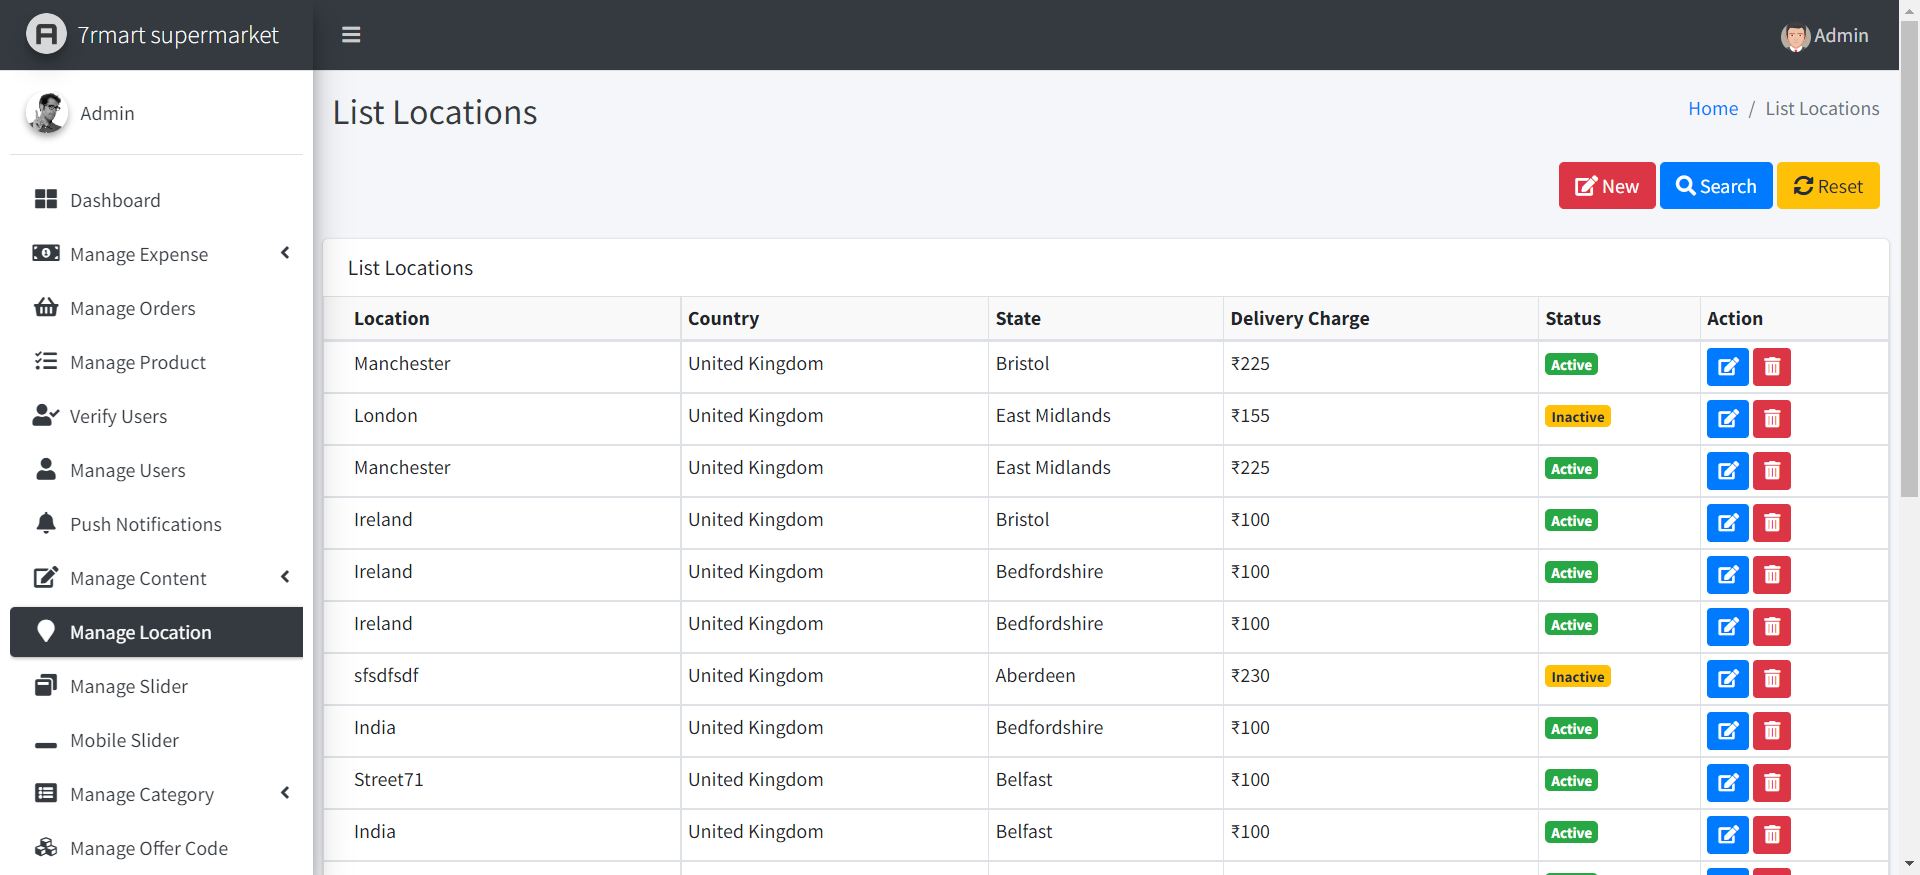 7rmart supermarket
Admin
Admin
List Locations
Home / List Locations
New Search Reset
Dashboard
Manage Expense
Manage Orders
Manage Product
Verify Users
Manage Users
Push Notifications
Manage Content
Manage Location
Manage Slider
Mobile Slider
Manage Category
Manage Offer Code
List Locations
Location Country State Delivery Charge Status Action
Manchester United Kingdom Bristol ₹225 Active
London United Kingdom East Midlands ₹155 Inactive
Manchester United Kingdom East Midlands ₹225 Active
Ireland United Kingdom Bristol ₹100 Active
Ireland United Kingdom Bedfordshire ₹100 Active
Ireland United Kingdom Bedfordshire ₹100 Active
sfsdfsdf United Kingdom Aberdeen ₹230 Inactive
India United Kingdom Bedfordshire ₹100 Active
Street71 United Kingdom Belfast ₹100 Active
India United Kingdom Belfast ₹100 Active